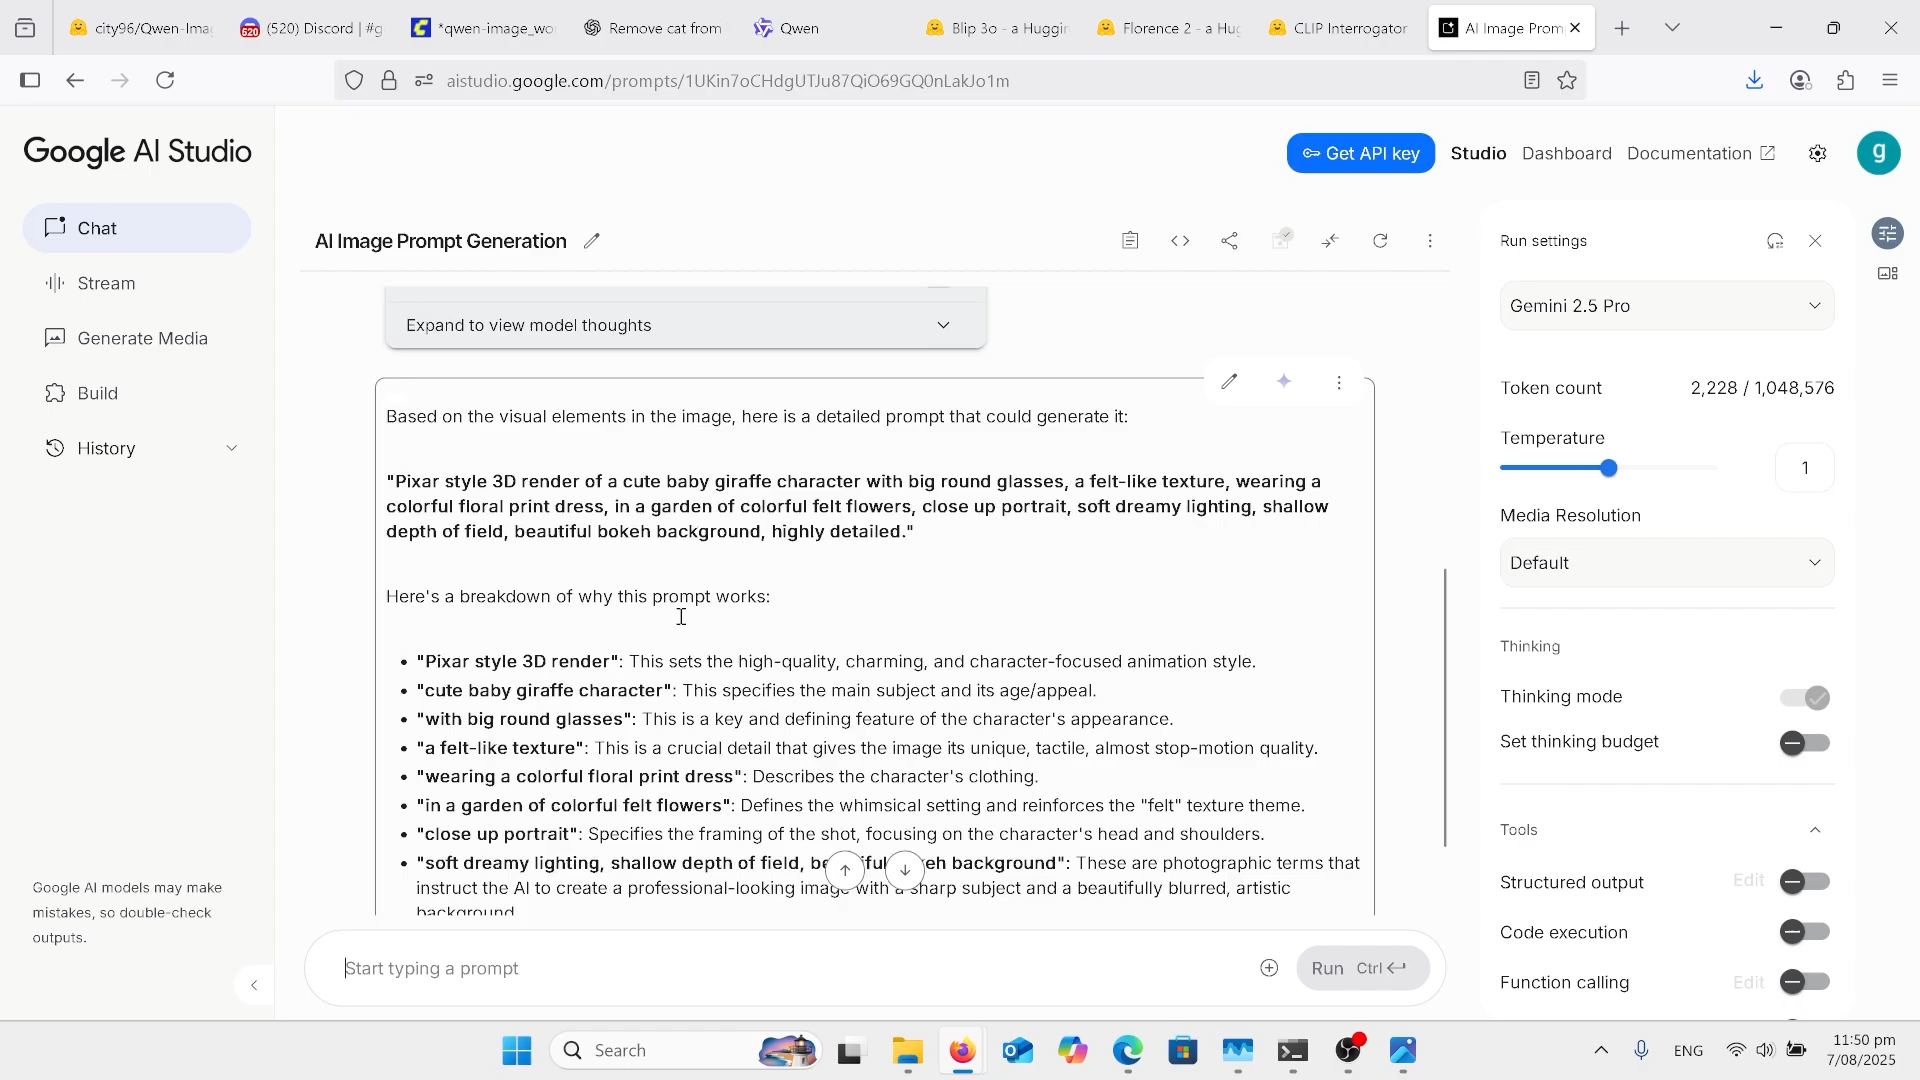 city96/Qwen-Ima
(520) Discord | #g
*qwen-image_wo
Remove cat from
Qwen
Blip 3o - a Huggin
Florence 2 - a Hug
CLIP Interrogator
AI Image Prom
aistudio.google.com/prompts/1UKin7oCHdgUTJu87QiO69GQ0nLakJo1m
Google AI Studio
Get API key
Studio
Dashboard
Documentation
g
Chat
Stream
Generate Media
Build
History
Google AI models may make
mistakes, so double-check
outputs.
AI Image Prompt Generation
Expand to view model thoughts
Based on the visual elements in the image, here is a detailed prompt that could generate it:
"Pixar style 3D render of a cute baby giraffe character with big round glasses, a felt-like texture, wearing a
colorful floral print dress, in a garden of colorful felt flowers, close up portrait, soft dreamy lighting, shallow
depth of field, beautiful bokeh background, highly detailed."
Here's a breakdown of why this prompt works:
• "Pixar style 3D render": This sets the high-quality, charming, and character-focused animation style.
• "cute baby giraffe character": This specifies the main subject and its age/appeal.
• "with big round glasses": This is a key and defining feature of the character's appearance.
• "a felt-like texture": This is a crucial detail that gives the image its unique, tactile, almost stop-motion quality.
• "wearing a colorful floral print dress": Describes the character's clothing.
• "in a garden of colorful felt flowers": Defines the whimsical setting and reinforces the "felt" texture theme.
• "close up portrait": Specifies the framing of the shot, focusing on the character's head and shoulders.
• "soft dreamy lighting, shallow depth of field, background": These are photographic terms that
instruct the AI to create a professional-looking image with a sharp subject and a beautifully blurred, artistic
background.
Start typing a prompt
Run Ctrl
Run settings
Gemini 2.5 Pro
Token count 2,228 / 1,048,576
Temperature
1
Media Resolution
Default
Thinking
Thinking mode
Set thinking budget
Tools
Structured output Edit
Code execution
Function calling Edit
Search
620
ENG
11:50 pm
7/08/2025